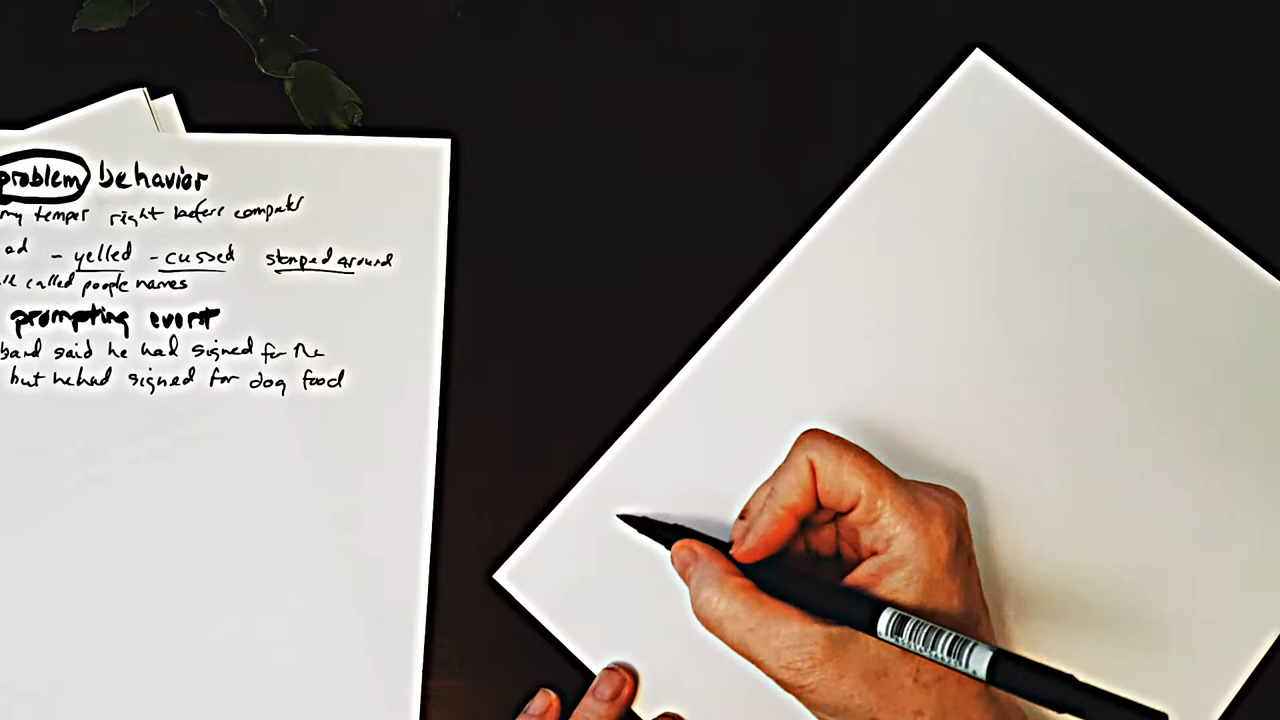 problem behavior
my temper right before computer
ad - yelled - cussed stomped around
called people names
prompting event
band said he had signed for the
but he had signed for dog food